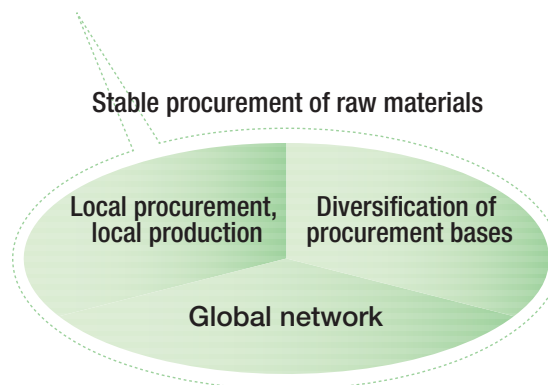 Stable procurement of raw materials
Local procurement,
local production
Diversification of
procurement bases
Global network